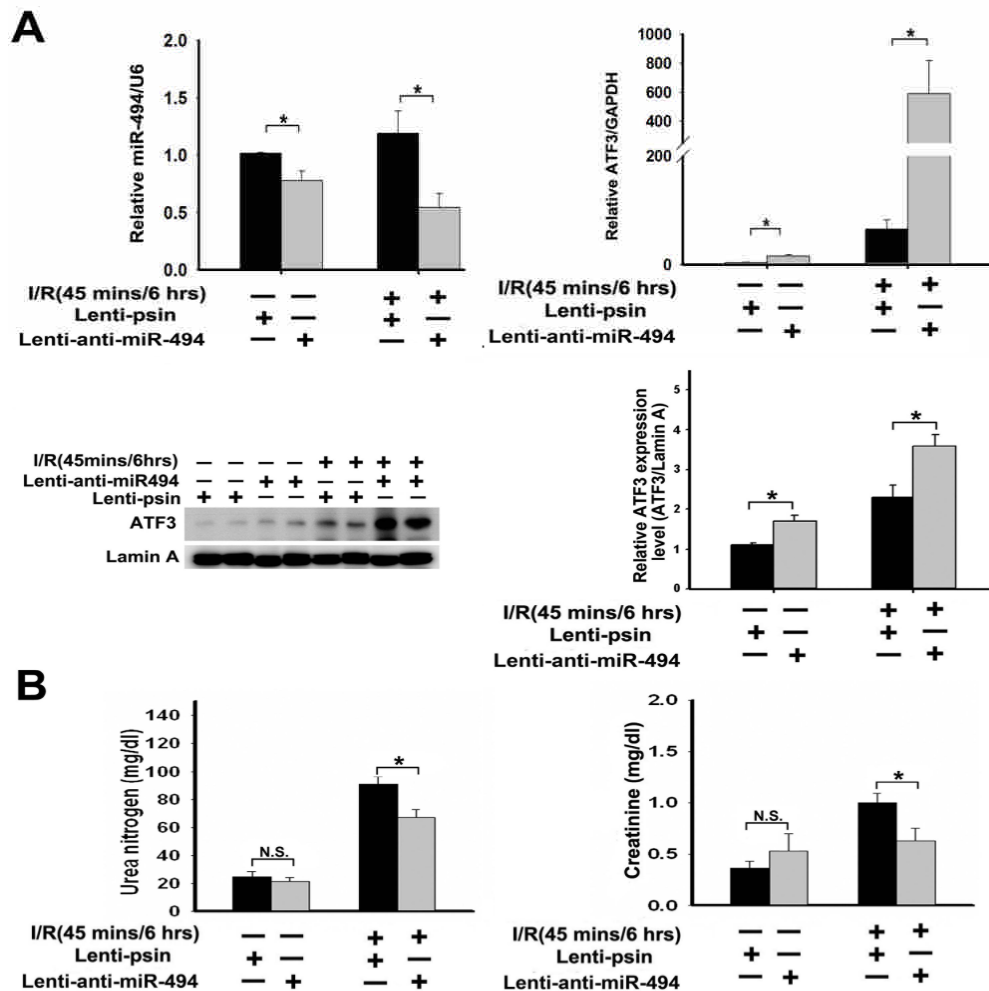 A
Relative miR-494/U6
2.0
1.5
1.0
0.5
0.0
*
*
I/R(45 mins/6 hrs) — — + +
Lenti-psin + — + —
Lenti-anti-miR-494 — + — +
Relative ATF3/GAPDH
1000
800
600
400
200
0
*
*
I/R(45 mins/6 hrs) — — + +
Lenti-psin + — + —
Lenti-anti-miR-494 — + — +
I/R(45mins/6hrs) — — — — + + + +
Lenti-anti-miR494 — — + + — — + +
Lenti-psin + + — — + + — —
ATF3
Lamin A
Relative ATF3 expression
level (ATF3/Lamin A)
5
4
3
2
1
0
*
*
I/R(45 mins/6 hrs) — — + +
Lenti-psin + — + —
Lenti-anti-miR-494 — + — +
B
Urea nitrogen (mg/dl)
140
120
100
80
60
40
20
0
N.S.
*
I/R(45 mins/6 hrs) — — + +
Lenti-psin + — + —
Lenti-anti-miR-494 — + — +
Creatinine (mg/dl)
2.0
1.5
1.0
0.5
0.0
N.S.
*
I/R(45 mins/6 hrs) — — + +
Lenti-psin + — + —
Lenti-anti-miR-494 — + — +